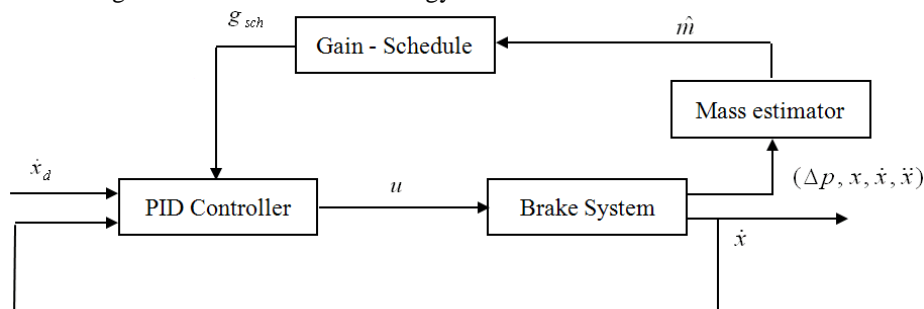 g_sch
Gain - Schedule
m̂
Mass estimator
ẋ_d
(Δp, x, ẋ, ẍ)
PID Controller
u
Brake System
ẋ